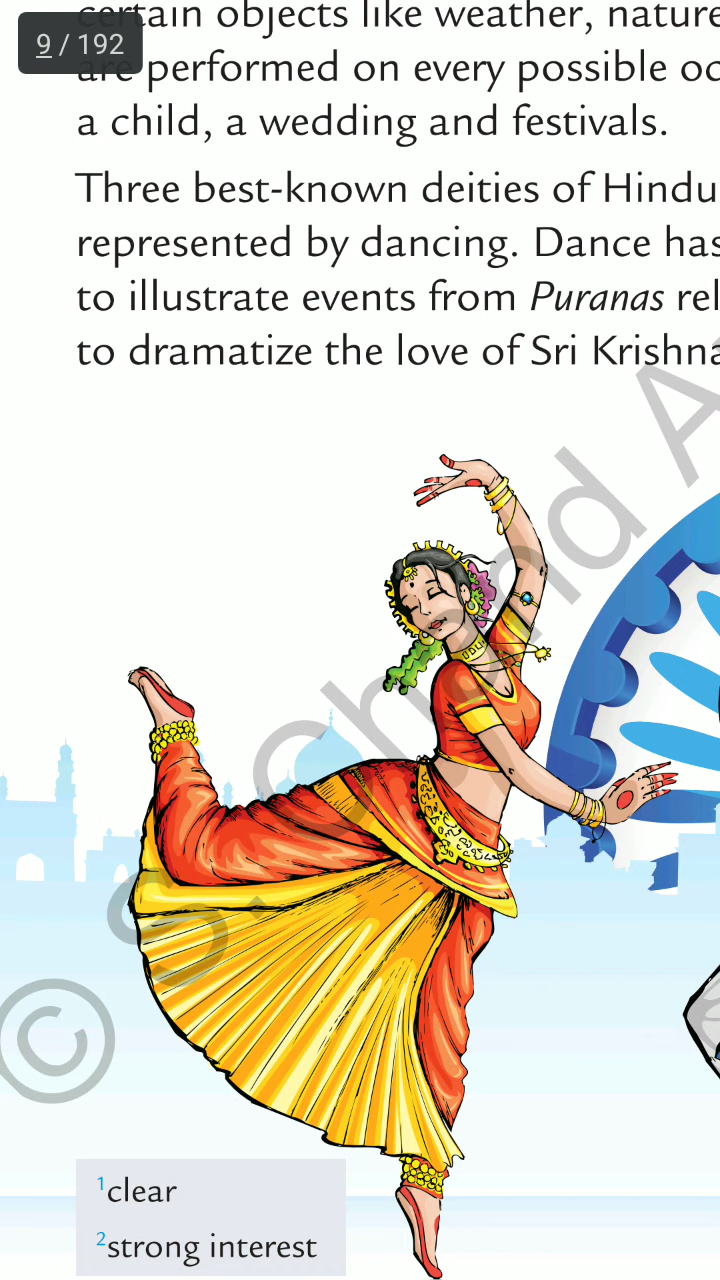 9 / 192
certain objects like weather, nature
are performed on every possible oc
a child, a wedding and festivals.
Three best-known deities of Hindu
represented by dancing. Dance has
to illustrate events from Puranas rel
to dramatize the love of Sri Krishna
© S. Chand A
1clear
2strong interest